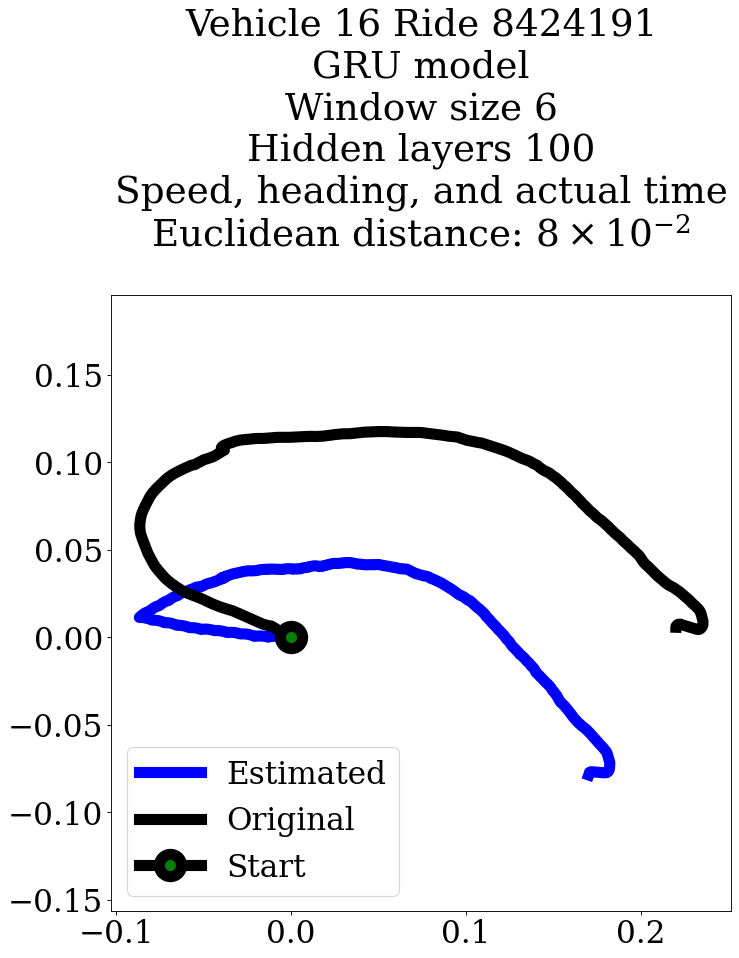 Vehicle 16 Ride 8424191
GRU model
Window size 6
Hidden layers 100
Speed, heading, and actual time
Euclidean distance: 8 × 10⁻²
0.15
0.10
0.05
0.00
−0.05
−0.10
−0.15
Estimated
Original
Start
−0.1 0.0 0.1 0.2